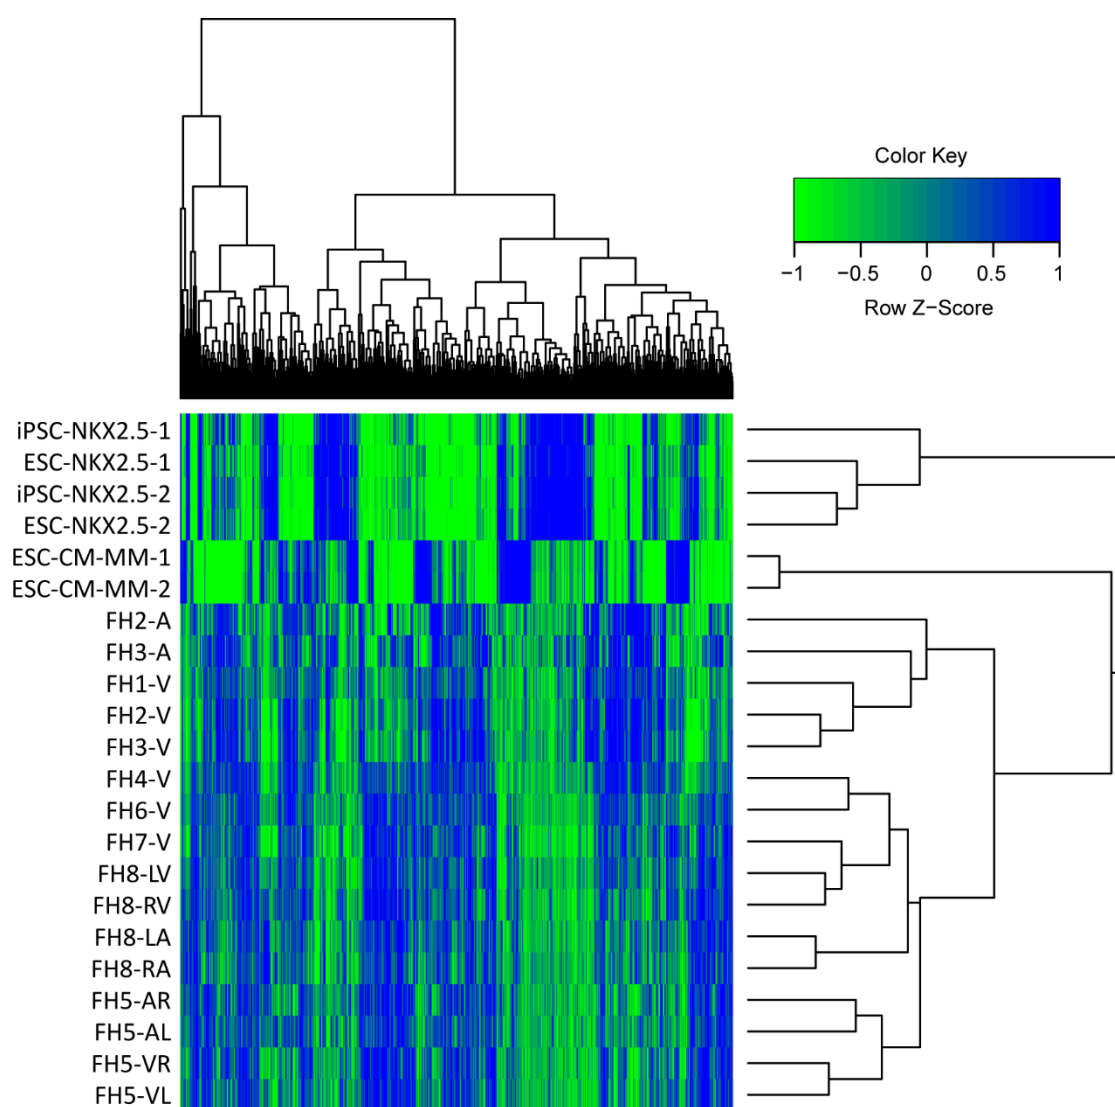 Color Key
−1 −0.5 0 0.5 1
Row Z−Score
iPSC-NKX2.5-1
ESC-NKX2.5-1
iPSC-NKX2.5-2
ESC-NKX2.5-2
ESC-CM-MM-1
ESC-CM-MM-2
FH2-A
FH3-A
FH1-V
FH2-V
FH3-V
FH4-V
FH6-V
FH7-V
FH8-LV
FH8-RV
FH8-LA
FH8-RA
FH5-AR
FH5-AL
FH5-VR
FH5-VL